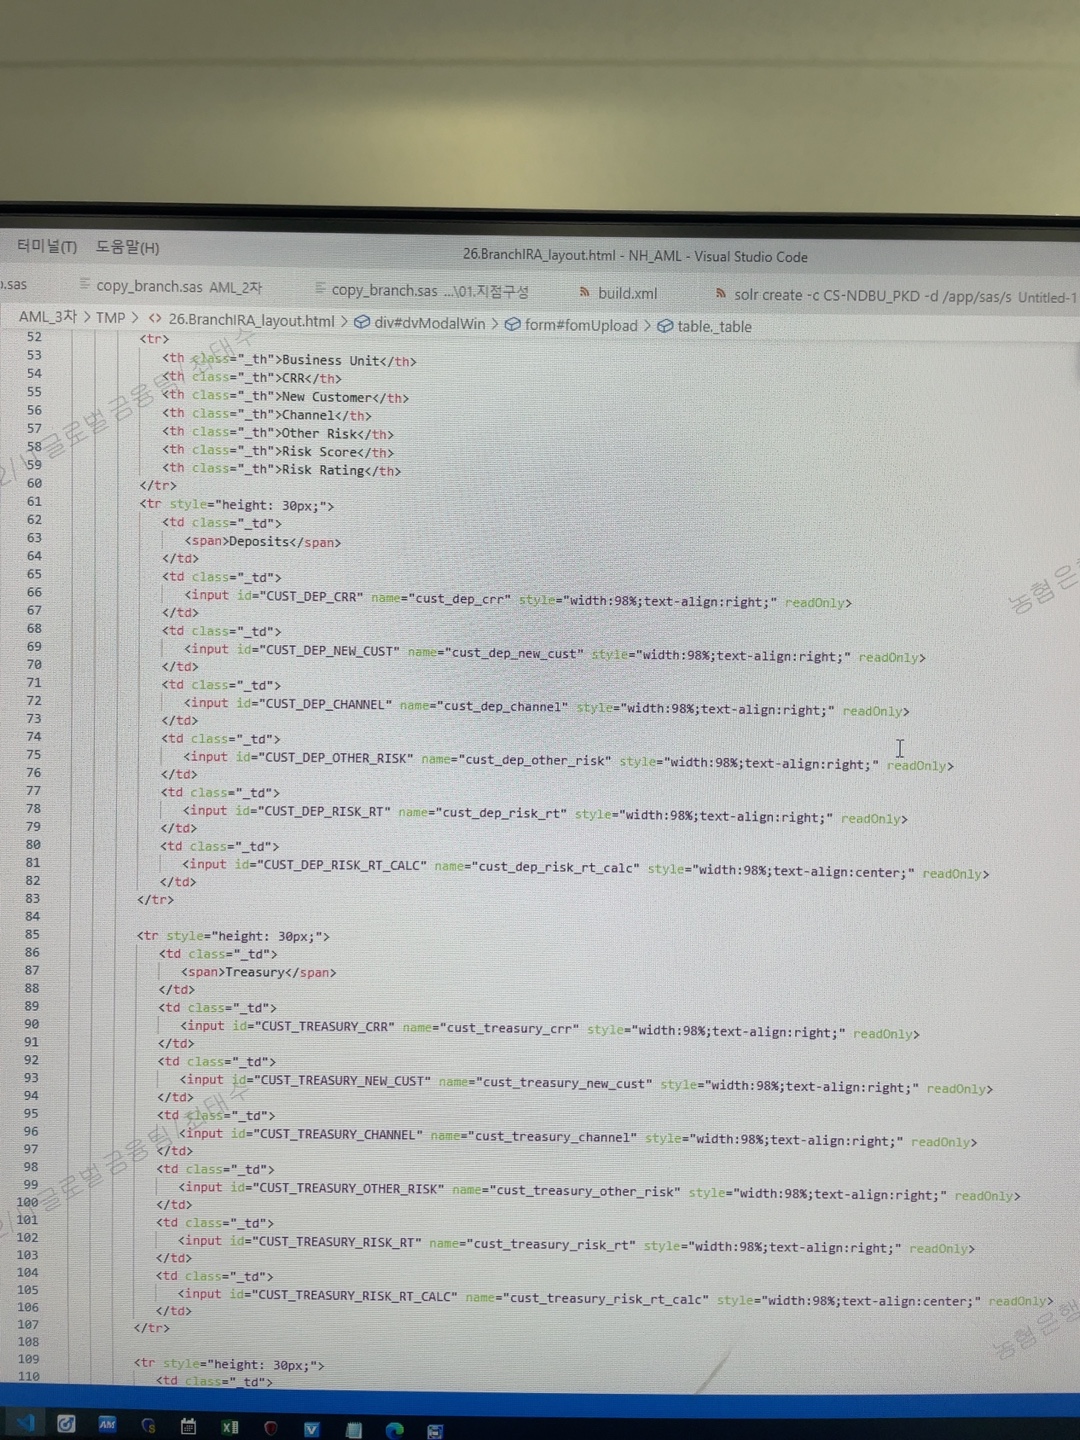 터미널(T) 도움말(H)
26.BranchIRA_layout.html - NH_AML - Visual Studio Code
.sas copy_branch.sas AML_2차 copy_branch.sas ...\01.지점구성 build.xml solr create -c CS-NDBU_PKD -d /app/sas/s Untitled-1
AML_3차 > TMP > <> 26.BranchIRA_layout.html > div#dvModalWin > form#fomUpload > table._table
52 <tr>
53 <th class="_th">Business Unit</th>
54 <th class="_th">CRR</th>
55 <th class="_th">New Customer</th>
56 <th class="_th">Channel</th>
57 <th class="_th">Other Risk</th>
58 <th class="_th">Risk Score</th>
59 <th class="_th">Risk Rating</th>
60 </tr>
61 <tr style="height: 30px;">
62 <td class="_td">
63 <span>Deposits</span>
64 </td>
65 <td class="_td">
66 <input id="CUST_DEP_CRR" name="cust_dep_crr" style="width:98%;text-align:right;" readOnly>
67 </td>
68 <td class="_td">
69 <input id="CUST_DEP_NEW_CUST" name="cust_dep_new_cust" style="width:98%;text-align:right;" readOnly>
70 </td>
71 <td class="_td">
72 <input id="CUST_DEP_CHANNEL" name="cust_dep_channel" style="width:98%;text-align:right;" readOnly>
73 </td>
74 <td class="_td">
75 <input id="CUST_DEP_OTHER_RISK" name="cust_dep_other_risk" style="width:98%;text-align:right;" readOnly>
76 </td>
77 <td class="_td">
78 <input id="CUST_DEP_RISK_RT" name="cust_dep_risk_rt" style="width:98%;text-align:right;" readOnly>
79 </td>
80 <td class="_td">
81 <input id="CUST_DEP_RISK_RT_CALC" name="cust_dep_risk_rt_calc" style="width:98%;text-align:center;" readOnly>
82 </td>
83 </tr>
84
85 <tr style="height: 30px;">
86 <td class="_td">
87 <span>Treasury</span>
88 </td>
89 <td class="_td">
90 <input id="CUST_TREASURY_CRR" name="cust_treasury_crr" style="width:98%;text-align:right;" readOnly>
91 </td>
92 <td class="_td">
93 <input id="CUST_TREASURY_NEW_CUST" name="cust_treasury_new_cust" style="width:98%;text-align:right;" readOnly>
94 </td>
95 <td class="_td">
96 <input id="CUST_TREASURY_CHANNEL" name="cust_treasury_channel" style="width:98%;text-align:right;" readOnly>
97 </td>
98 <td class="_td">
99 <input id="CUST_TREASURY_OTHER_RISK" name="cust_treasury_other_risk" style="width:98%;text-align:right;" readOnly>
100 </td>
101 <td class="_td">
102 <input id="CUST_TREASURY_RISK_RT" name="cust_treasury_risk_rt" style="width:98%;text-align:right;" readOnly>
103 </td>
104 <td class="_td">
105 <input id="CUST_TREASURY_RISK_RT_CALC" name="cust_treasury_risk_rt_calc" style="width:98%;text-align:center;" readOnly>
106 </td>
107 </tr>
108
109 <tr style="height: 30px;">
110 <td class="_td">
글로벌금융팀
농협은행
글로벌금융팀
농협은행